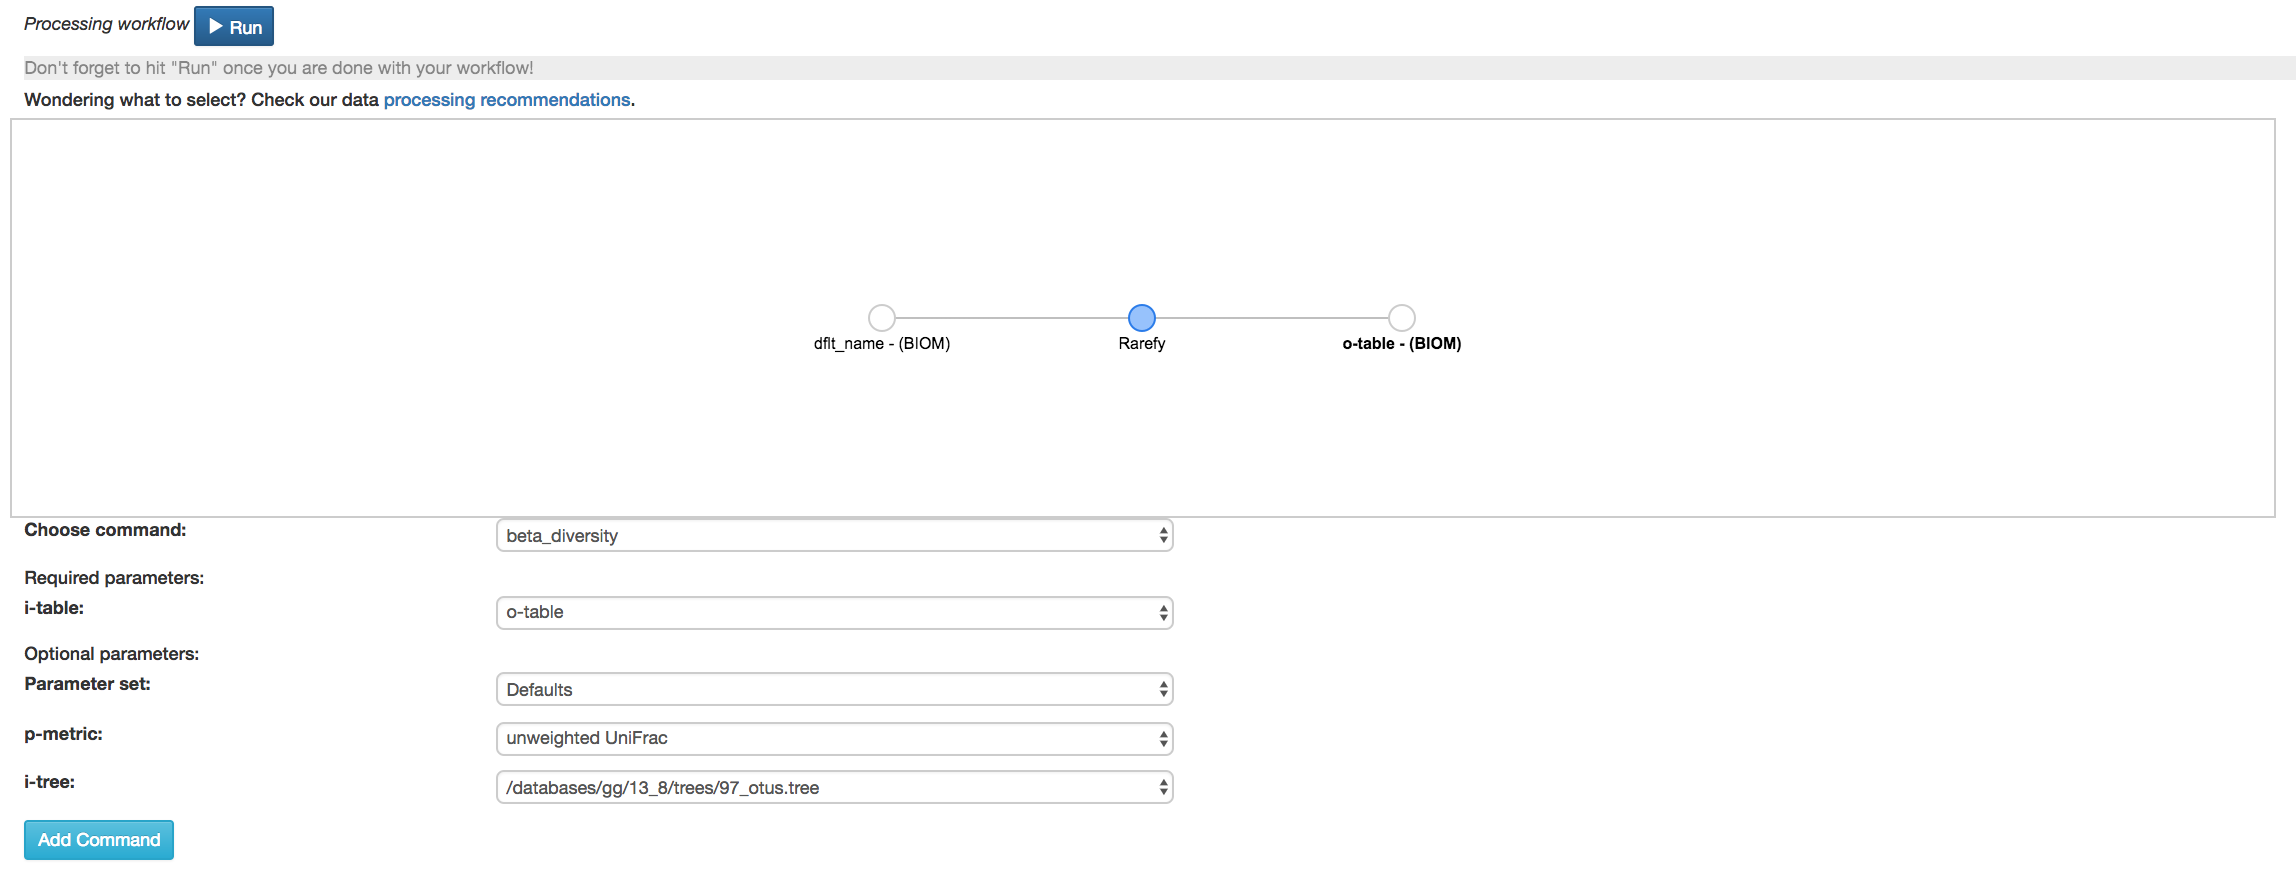 Processing workflow Run
Don't forget to hit "Run" once you are done with your workflow!
Wondering what to select? Check our data processing recommendations.
dflt_name - (BIOM) Rarefy o-table - (BIOM)
Choose command: beta_diversity
Required parameters:
i-table: o-table
Optional parameters:
Parameter set: Defaults
p-metric: unweighted UniFrac
i-tree: /databases/gg/13_8/trees/97_otus.tree
Add Command